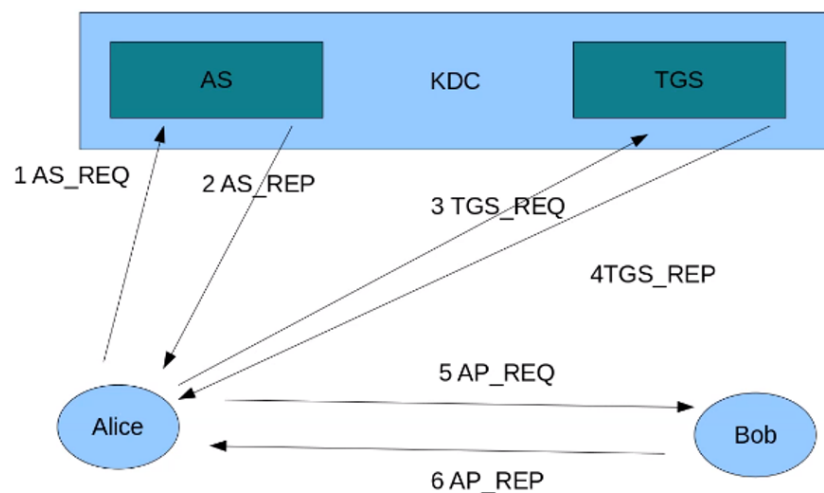 AS
KDC
TGS
1 AS_REQ
2 AS_REP
3 TGS_REQ
4TGS_REP
5 AP_REQ
Alice
Bob
6 AP_REP